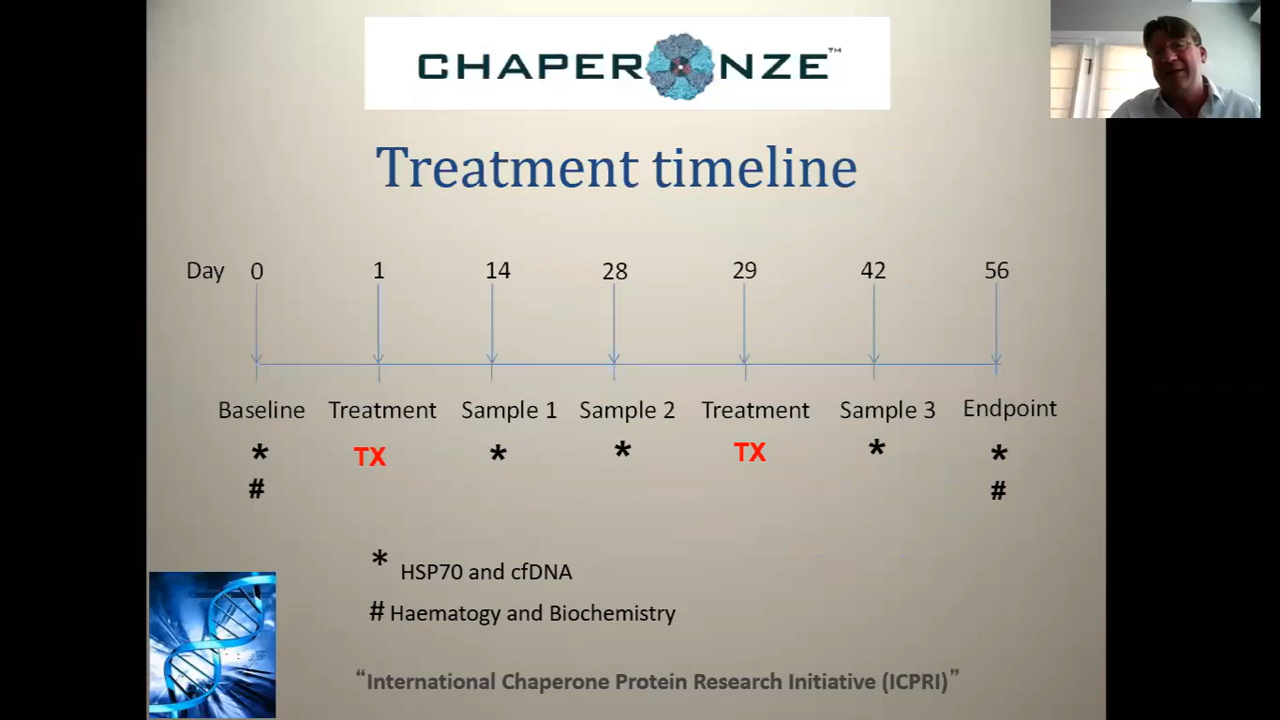 CHAPERONZE™
Treatment timeline
Day 0 1 14 28 29 42 56
Baseline Treatment Sample 1 Sample 2 Treatment Sample 3 Endpoint
* TX * * TX * *
# #
* HSP70 and cfDNA
# Haematogy and Biochemistry
“International Chaperone Protein Research Initiative (ICPRI)”